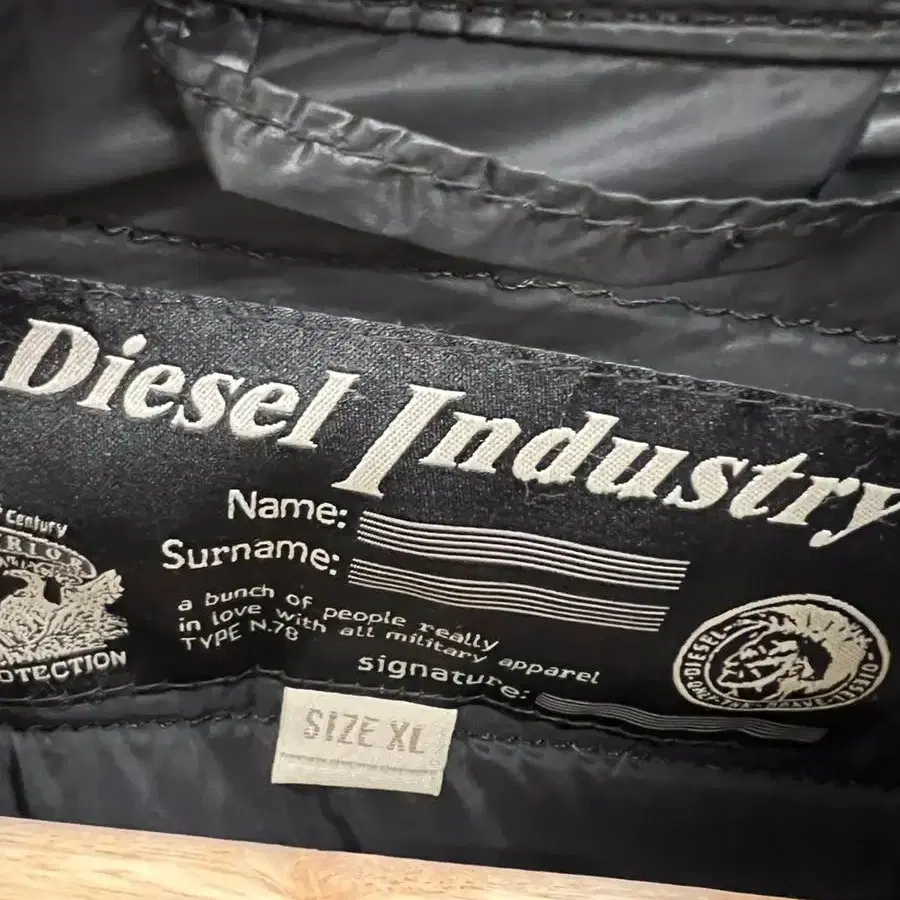 Diesel Industry
Century
Name:
Surname:
a bunch of people really
in love with all military apparel
TYPE N.78
signature:
DIESEL
SIZE XL